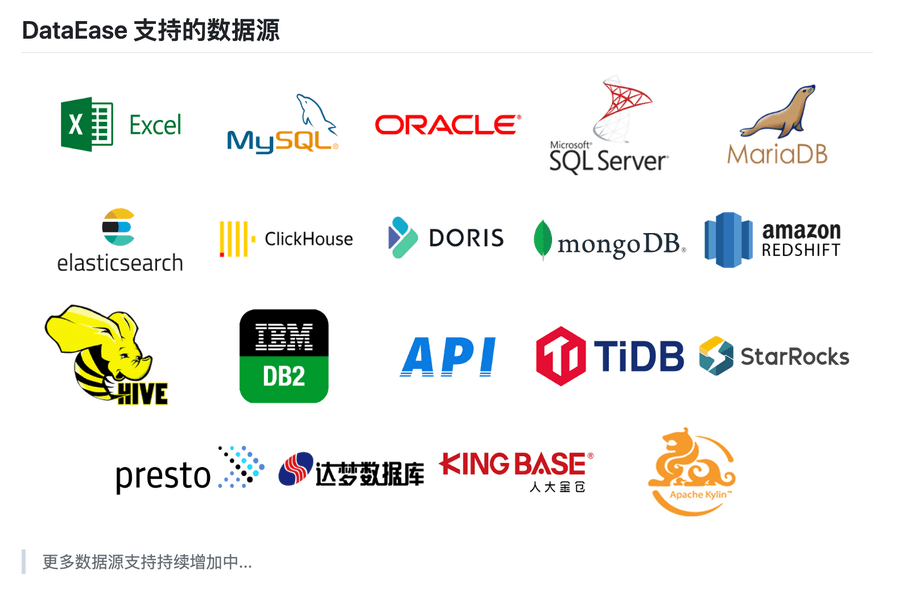 DataEase 支持的数据源
X Excel
MySQL®
ORACLE®
Microsoft®
SQL Server®
MariaDB
elasticsearch
ClickHouse
DORIS
mongoDB®
amazon
REDSHIFT
HIVE
IBM
DB2
API
TiDB
StarRocks
presto
达梦数据库
KINGBASE®
人大金仓
Apache Kylin™
更多数据源支持持续增加中...